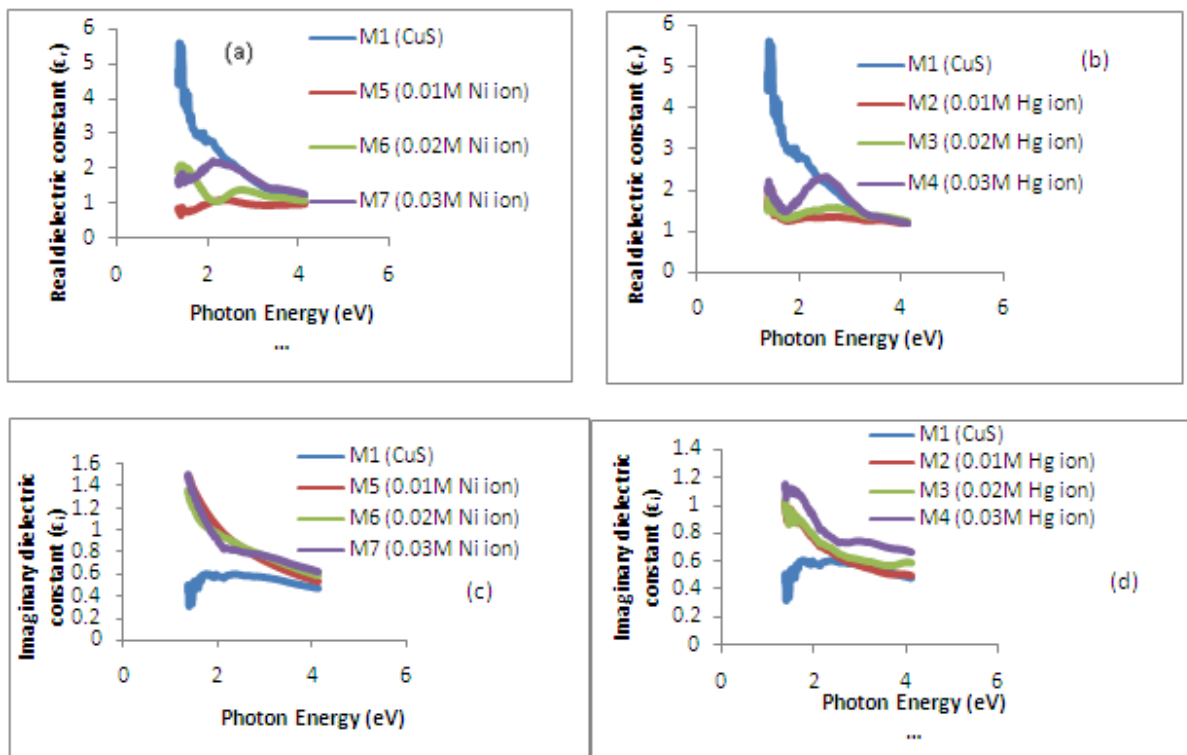 (a)
Real dielectric constant (εᵣ)
6
5
4
3
2
1
0
0
2
4
6
Photon Energy (eV)
...
M1 (CuS)
M5 (0.01M Ni ion)
M6 (0.02M Ni ion)
M7 (0.03M Ni ion)
(b)
Real dielectric constant (εᵣ)
6
5
4
3
2
1
0
0
2
4
6
Photon Energy (eV)
M1 (CuS)
M2 (0.01M Hg ion)
M3 (0.02M Hg ion)
M4 (0.03M Hg ion)
Imaginary dielectric
constant (εᵢ)
1.6
1.4
1.2
1
0.8
0.6
0.4
0.2
0
0
2
4
6
Photon Energy (eV)
M1 (CuS)
M5 (0.01M Ni ion)
M6 (0.02M Ni ion)
M7 (0.03M Ni ion)
(c)
Imaginary dielectric
constant (εᵢ)
1.4
1.2
1
0.8
0.6
0.4
0.2
0
0
2
4
6
Photon Energy (eV)
...
M1 (CuS)
M2 (0.01M Hg ion)
M3 (0.02M Hg ion)
M4 (0.03M Hg ion)
(d)